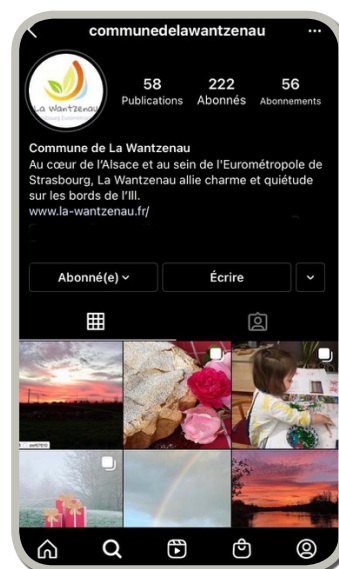 communedelawantzenau
La Wantzenau
58
222
56
Publications
Abonnés
Abonnements
Commune de La Wantzenau
Au cœur de l'Alsace et au sein de l'Eurométropole de
Strasbourg, La Wantzenau allie charme et quiétude
sur les bords de l'Ill.
www.la-wantzenau.fr/
Abonné(e)
Écrire